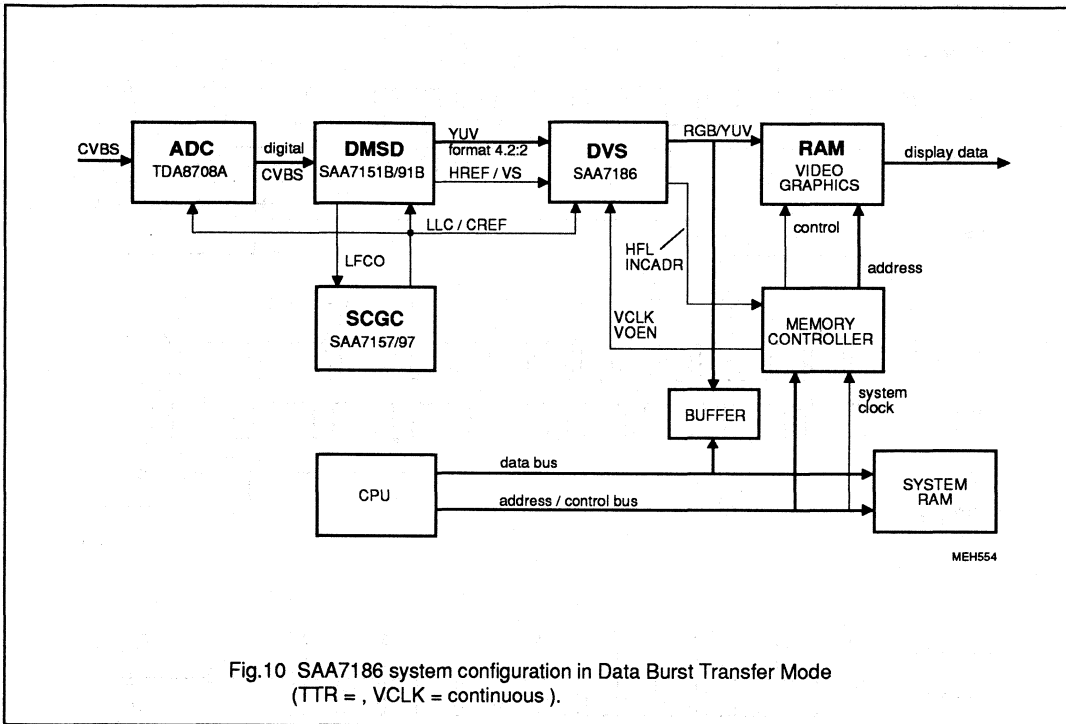 CVBS
ADC
TDA8708A
digital
CVBS
DMSD
SAA7151B/91B
YUV
format 4.2:2
HREF / VS
DVS
SAA7186
RGB/YUV
RAM
VIDEO
GRAPHICS
display data
LLC / CREF
LFCO
SCGC
SAA7157/97
HFL
INCADR
VCLK
VOEN
control
address
MEMORY
CONTROLLER
system
clock
BUFFER
CPU
data bus
address / control bus
SYSTEM
RAM
MEH554
Fig.10 SAA7186 system configuration in Data Burst Transfer Mode
(TTR = , VCLK = continuous ).